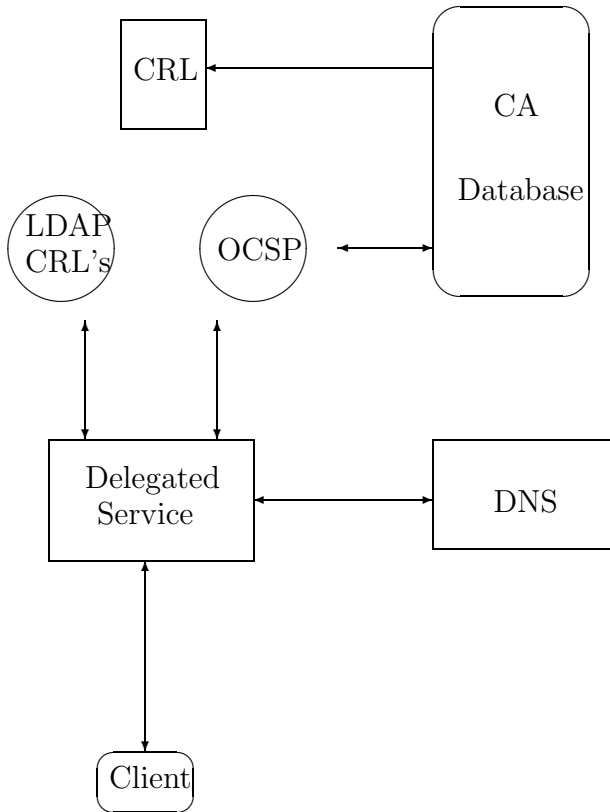 CRL
CA
Database
LDAP
CRL's
OCSP
Delegated
Service
DNS
Client